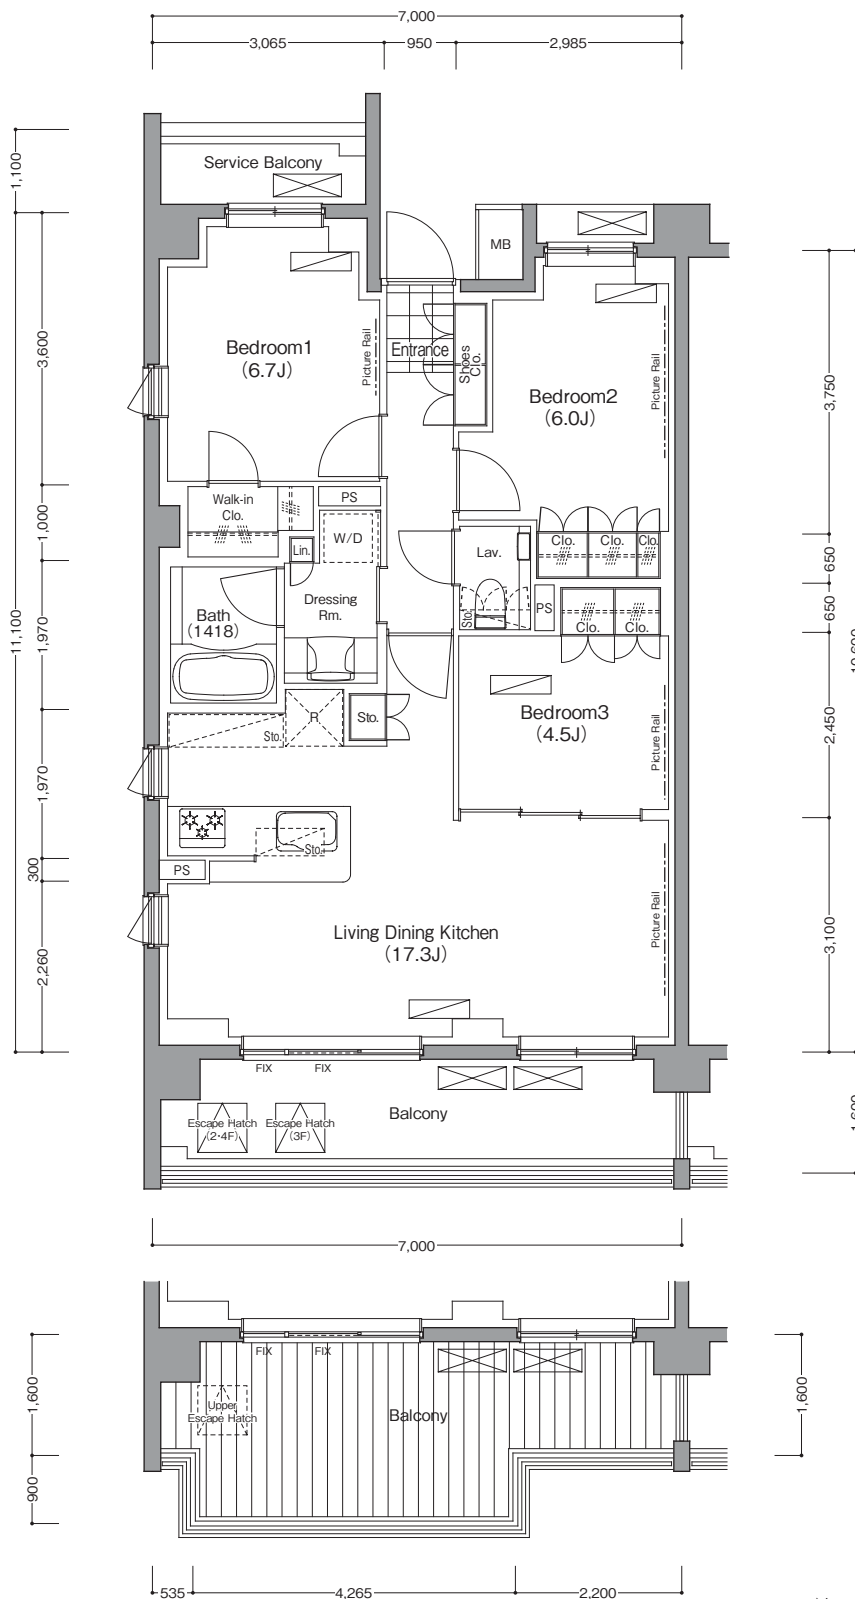 7,000
3,065
950
2,985
1,100
Service Balcony
MB
3,600
Bedroom1
(6.7J)
Picture Rail
Entrance
Shoes
Clo.
Bedroom2
(6.0J)
Picture Rail
3,750
Walk-in
Clo.
PS
1,000
W/D
Lin.
Lav.
Clo.
Clo.
Clo.
650
Dressing
Rm.
Bath
(1418)
1,970
11,100
Sto.
PS
Clo.
Clo.
650
Bedroom3
(4.5J)
Picture Rail
2,450
R
Sto.
Sto.
1,970
Sto.
PS
300
Living Dining Kitchen
(17.3J)
Picture Rail
3,100
2,260
FIX
FIX
Balcony
Escape Hatch
(2・4F)
Escape Hatch
(3F)
7,000
FIX
FIX
1,600
Upper
Escape Hatch
Balcony
1,600
900
535
4,265
2,200